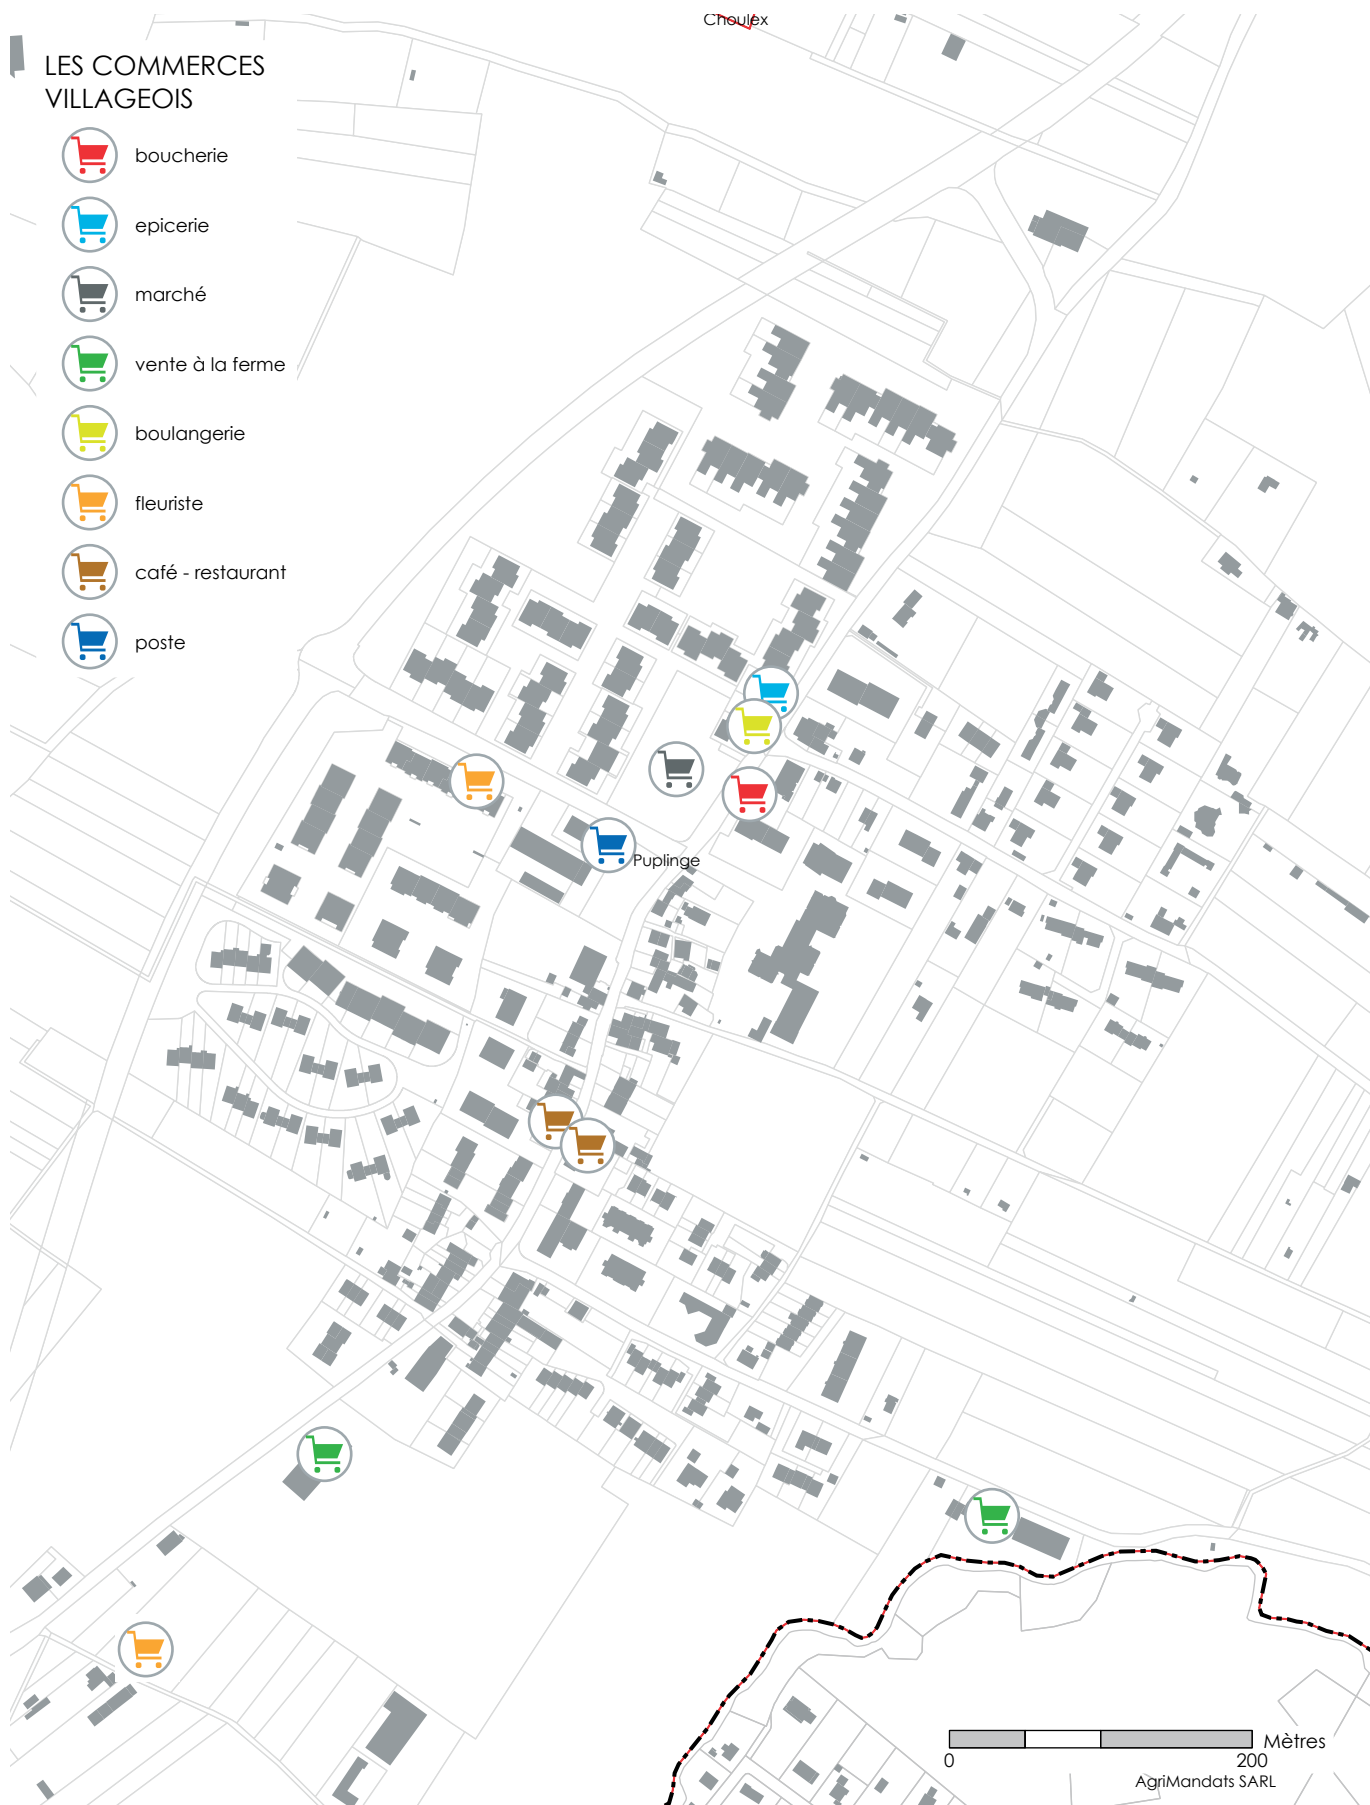 Choulex
LES COMMERCES
VILLAGEOIS
boucherie
epicerie
marché
vente à la ferme
boulangerie
fleuriste
café - restaurant
poste
Puplinge
Mètres
0 200
AgriMandats SARL